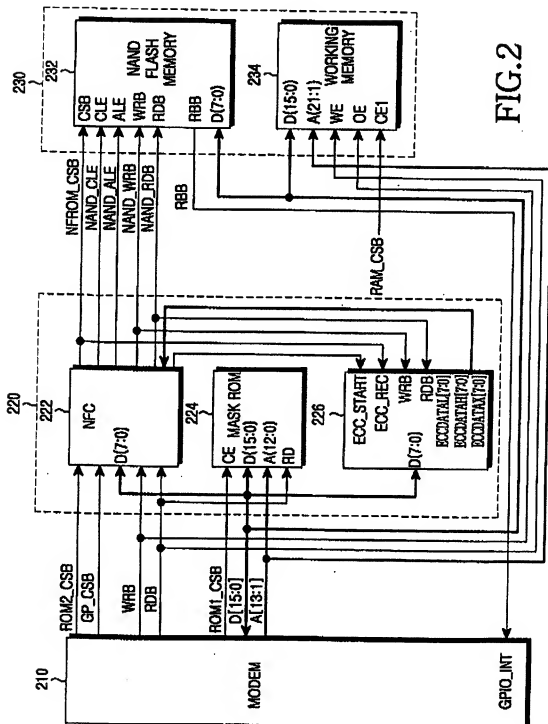 210
MODEM
GPIO_INT
ROM2_CSB
GP_CSB
WRB
RDB
ROM1_CSB
D[15:0]
A[13:1]
220
222
NFC
D(7:0)
224
CE MASK ROM
D(15:0)
A(12:0)
RD
226
ECC_START
ECC_REC
WRB
RDB
D(7:0)
ECCDATAL[7:0]
ECCDATAH[7:0]
ECCDATAX[7:0]
NFROM_CSB
NAND_CLE
NAND_ALE
NAND_WRB
NAND_RDB
RBB
RAM_CSB
230
232
CSB
CLE
ALE
WRB
RDB
RBB
D(7:0)
NAND
FLASH
MEMORY
234
D(15:0)
A(21:1)
WE
OE
CE1
WORKING
MEMORY
FIG.2